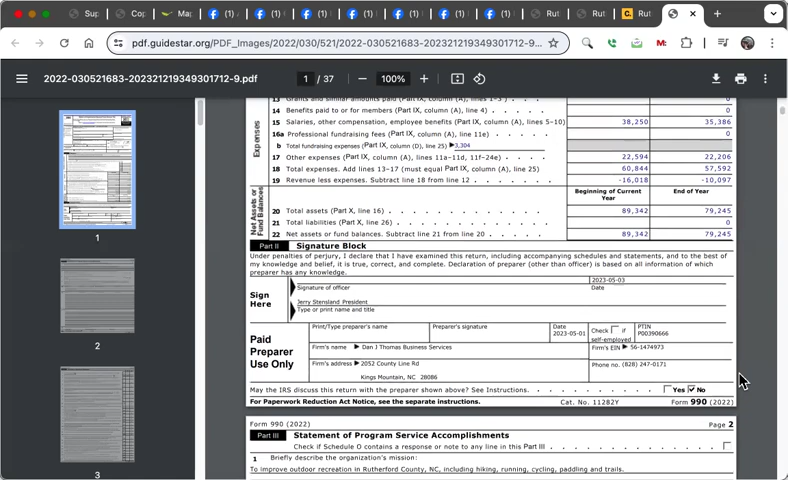 Sup
Cop
Map
(1)
(1)
(1)
(1)
(1)
(1)
Rut
Rut
Rut
pdf.guidestar.org/PDF_Images/2022/030/521/2022-030521683-202321219349301712-9.pdf...
2022-030521683-202321219349301712-9.pdf
1 / 37
100%
1
2
3
Expenses
13 Grants and similar amounts paid (Part IX, column (A), lines 1–3 ) . . . 0
14 Benefits paid to or for members (Part IX, column (A), line 4) . . . . . 0
15 Salaries, other compensation, employee benefits (Part IX, column (A), lines 5–10) 38,250 35,386
16a Professional fundraising fees (Part IX, column (A), line 11e) . . . . . 0
b Total fundraising expenses (Part IX, column (D), line 25) ▶3,304
17 Other expenses (Part IX, column (A), lines 11a–11d, 11f–24e) . . . . 22,594 22,206
18 Total expenses. Add lines 13–17 (must equal Part IX, column (A), line 25) 60,844 57,592
19 Revenue less expenses. Subtract line 18 from line 12 . . . . . . . -16,018 -10,097
Net Assets or Fund Balances
Beginning of Current Year End of Year
20 Total assets (Part X, line 16) . . . . . . . . . . . . . 89,342 79,245
21 Total liabilities (Part X, line 26) . . . . . . . . . . . . 0
22 Net assets or fund balances. Subtract line 21 from line 20 . . . . . 89,342 79,245
Part II Signature Block
Under penalties of perjury, I declare that I have examined this return, including accompanying schedules and statements, and to the best of
my knowledge and belief, it is true, correct, and complete. Declaration of preparer (other than officer) is based on all information of which
preparer has any knowledge.
Sign Here
2023-05-03
Signature of officer Date
Jerry Stensland President
Type or print name and title
Paid Preparer Use Only
Print/Type preparer's name Preparer's signature Date 2023-05-01 Check if self-employed PTIN P00390666
Firm's name ▶ Dan J Thomas Business Services Firm's EIN ▶ 56-1474973
Firm's address ▶ 2052 County Line Rd Phone no. (828) 247-0171
Kings Mountain, NC 28086
May the IRS discuss this return with the preparer shown above? See Instructions. . . . . . . . . . . . Yes No
For Paperwork Reduction Act Notice, see the separate instructions. Cat. No. 11282Y Form 990 (2022)
Form 990 (2022) Page 2
Part III Statement of Program Service Accomplishments
Check if Schedule O contains a response or note to any line in this Part III . . . . . . . . . . . . . .
1 Briefly describe the organization's mission:
To improve outdoor recreation in Rutherford County, NC, including hiking, running, cycling, paddling and trails.